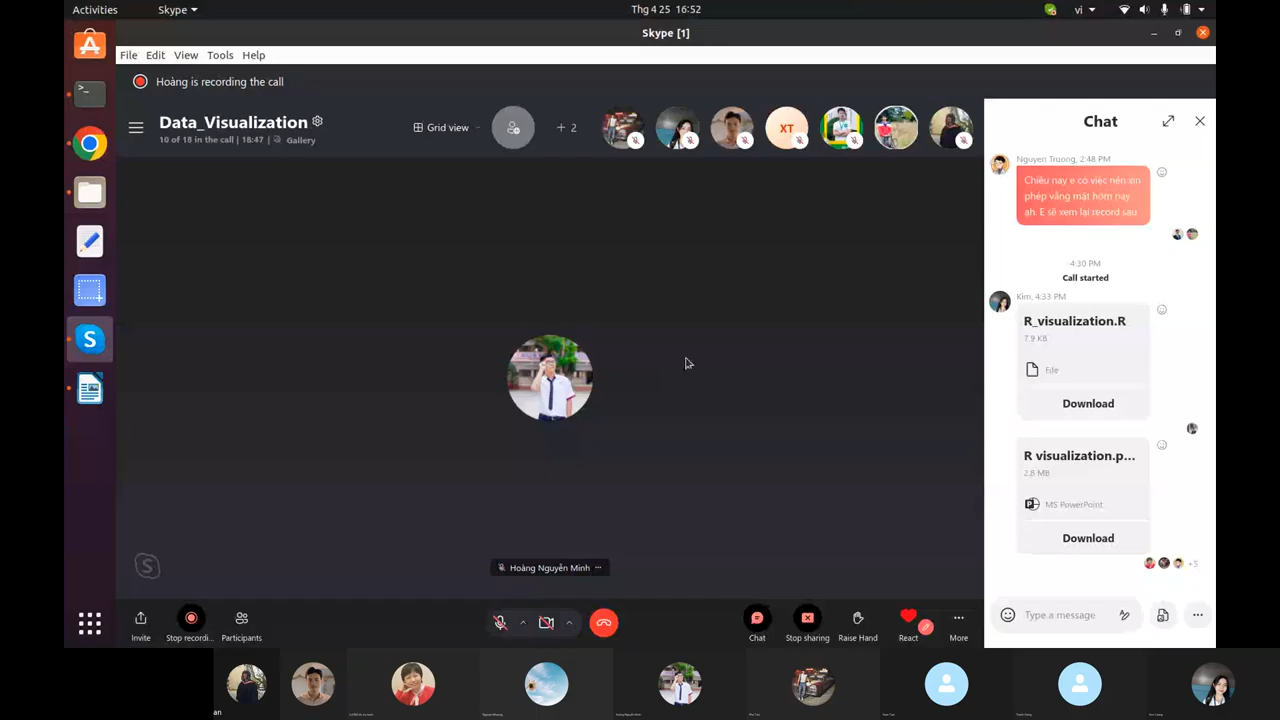 Activities Skype Thg 4 25 16:52 vi
Skype [1]
File Edit View Tools Help
Hoàng is recording the call
Data_Visualization
10 of 18 in the call | 18:47 | Gallery
Grid view
+ 2
XT
Chat
Nguyen Truong, 2:48 PM
Chiều nay e có việc nên xin
phép vắng mặt hôm nay
ạh. E sẽ xem lại record sau
4:30 PM
Call started
Kim, 4:33 PM
R_visualization.R
7.9 KB
File
Download
R visualization.p...
2.8 MB
MS PowerPoint
Download
+5
Hoàng Nguyễn Minh
Type a message
Invite
Stop recordi...
Participants
Chat
Stop sharing
Raise Hand
React
More